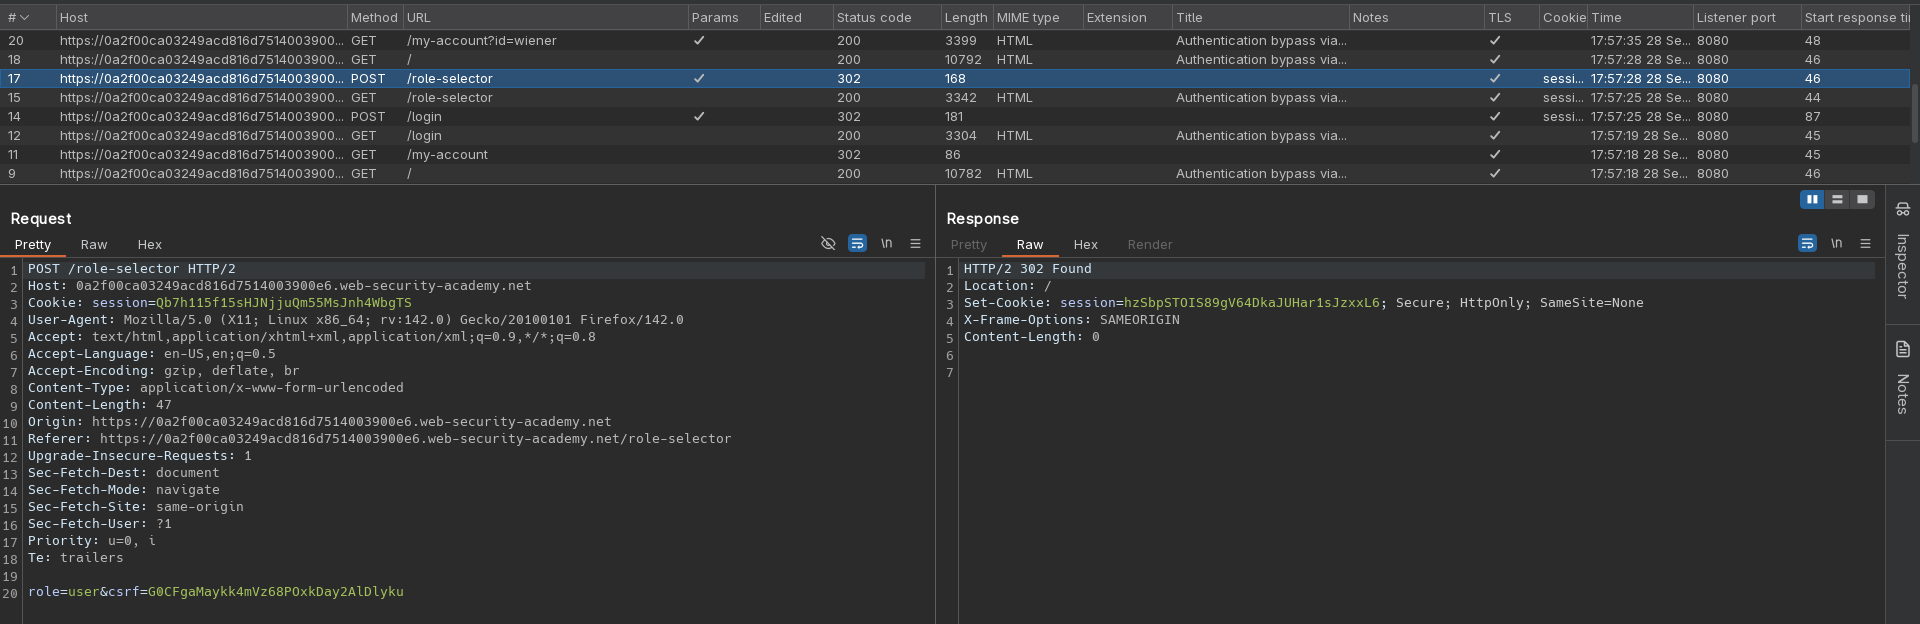 # Host Method URL Params Edited Status code Length MIME type Extension Title Notes TLS Cookie Time Listener port Start response ti
20 https://0a2f00ca03249acd816d7514003900... GET /my-account?id=wiener ✓ 200 3399 HTML Authentication bypass via... ✓ 17:57:35 28 Se... 8080 48
18 https://0a2f00ca03249acd816d7514003900... GET / 200 10792 HTML Authentication bypass via... ✓ 17:57:28 28 Se... 8080 46
17 https://0a2f00ca03249acd816d7514003900... POST /role-selector ✓ 302 168 ✓ sessi... 17:57:28 28 Se... 8080 46
15 https://0a2f00ca03249acd816d7514003900... GET /role-selector 200 3342 HTML Authentication bypass via... ✓ sessi... 17:57:25 28 Se... 8080 44
14 https://0a2f00ca03249acd816d7514003900... POST /login ✓ 302 181 ✓ sessi... 17:57:25 28 Se... 8080 87
12 https://0a2f00ca03249acd816d7514003900... GET /login 200 3304 HTML Authentication bypass via... ✓ 17:57:19 28 Se... 8080 45
11 https://0a2f00ca03249acd816d7514003900... GET /my-account 302 86 ✓ 17:57:18 28 Se... 8080 45
9 https://0a2f00ca03249acd816d7514003900... GET / 200 10782 HTML Authentication bypass via... ✓ 17:57:18 28 Se... 8080 46
Request
Pretty Raw Hex \n
1 POST /role-selector HTTP/2
2 Host: 0a2f00ca03249acd816d7514003900e6.web-security-academy.net
3 Cookie: session=Qb7h115f15sHJNjjuQm55MsJnh4WbgTS
4 User-Agent: Mozilla/5.0 (X11; Linux x86_64; rv:142.0) Gecko/20100101 Firefox/142.0
5 Accept: text/html,application/xhtml+xml,application/xml;q=0.9,*/*;q=0.8
6 Accept-Language: en-US,en;q=0.5
7 Accept-Encoding: gzip, deflate, br
8 Content-Type: application/x-www-form-urlencoded
9 Content-Length: 47
10 Origin: https://0a2f00ca03249acd816d7514003900e6.web-security-academy.net
11 Referer: https://0a2f00ca03249acd816d7514003900e6.web-security-academy.net/role-selector
12 Upgrade-Insecure-Requests: 1
13 Sec-Fetch-Dest: document
14 Sec-Fetch-Mode: navigate
15 Sec-Fetch-Site: same-origin
16 Sec-Fetch-User: ?1
17 Priority: u=0, i
18 Te: trailers
19
20 role=user&csrf=G0CFgaMaykk4mVz68POxkDay2AlDlyku
Response
Pretty Raw Hex Render \n
1 HTTP/2 302 Found
2 Location: /
3 Set-Cookie: session=hzSbpSTOIS89gV64DkaJUHar1sJzxxL6; Secure; HttpOnly; SameSite=None
4 X-Frame-Options: SAMEORIGIN
5 Content-Length: 0
6
7
Inspector
Notes